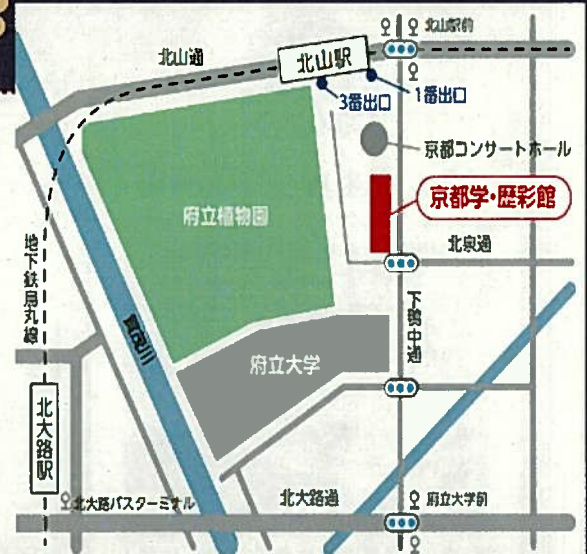 北山駅前
北山通
北山駅
3番出口
1番出口
京都コンサートホール
京都学・歴彩館
府立植物園
北泉通
地下鉄烏丸線
賀茂川
下鴨中通
府立大学
北大路駅
北大路バスターミナル
北大路通
府立大学前